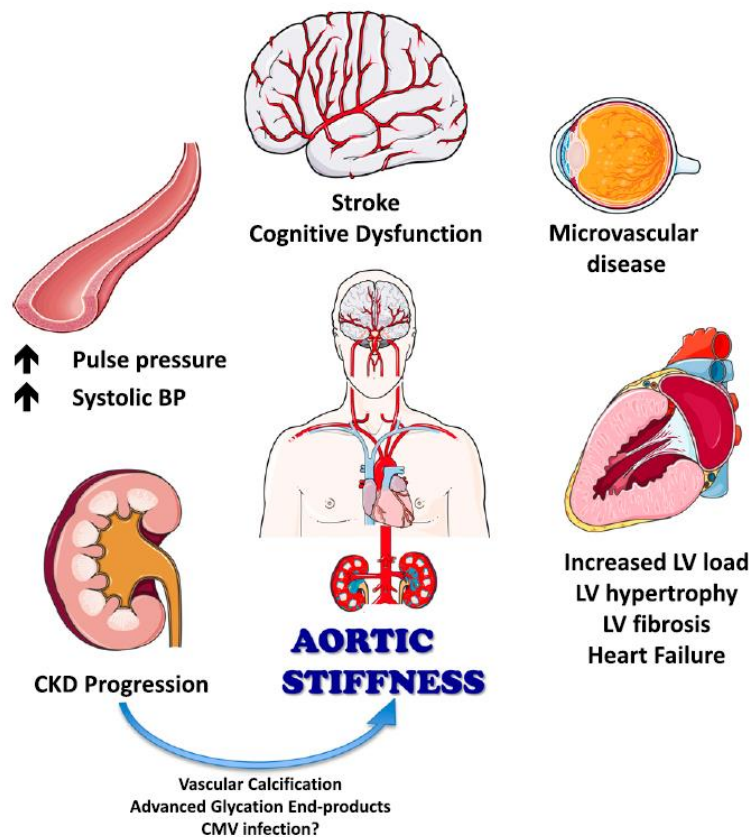 Stroke
Cognitive Dysfunction
Microvascular
disease
Pulse pressure
Systolic BP
Increased LV load
LV hypertrophy
LV fibrosis
Heart Failure
AORTIC
STIFFNESS
CKD Progression
Vascular Calcification
Advanced Glycation End-products
CMV infection?